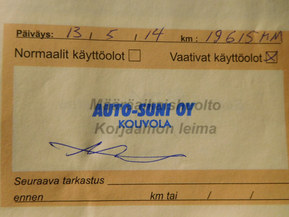 Päiväys: 13, 5, 14 km: 19615 KM
Normaalit käyttöolot Vaativat käyttöolot
Määräaikaishuolto
AUTO-SUNI OY
Korjaamon leima
KOUVOLA
Seuraava tarkastus
ennen km tai / /